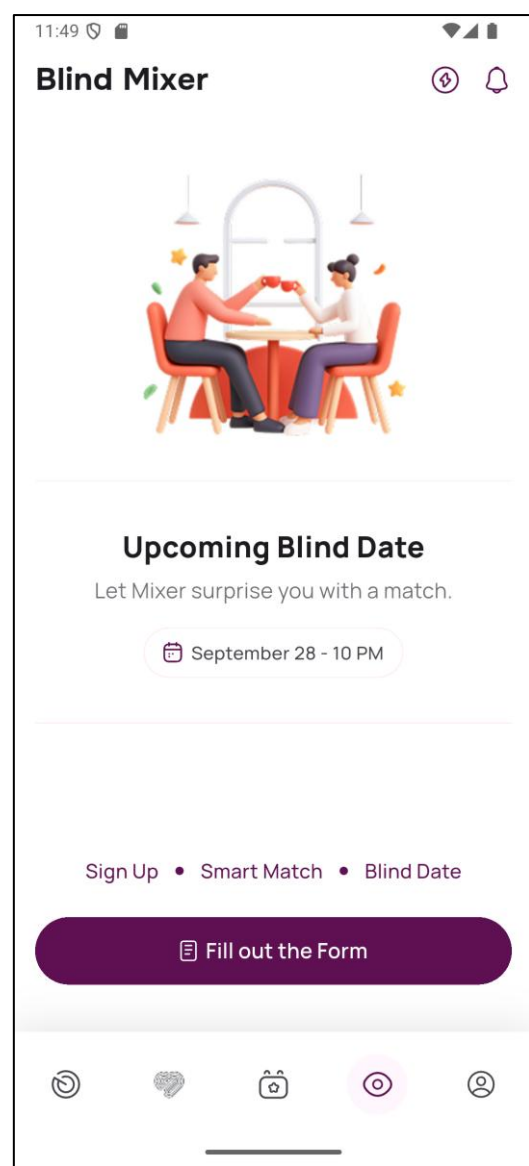 11:49
Blind Mixer
Upcoming Blind Date
Let Mixer surprise you with a match.
September 28 - 10 PM
Sign Up • Smart Match • Blind Date
Fill out the Form